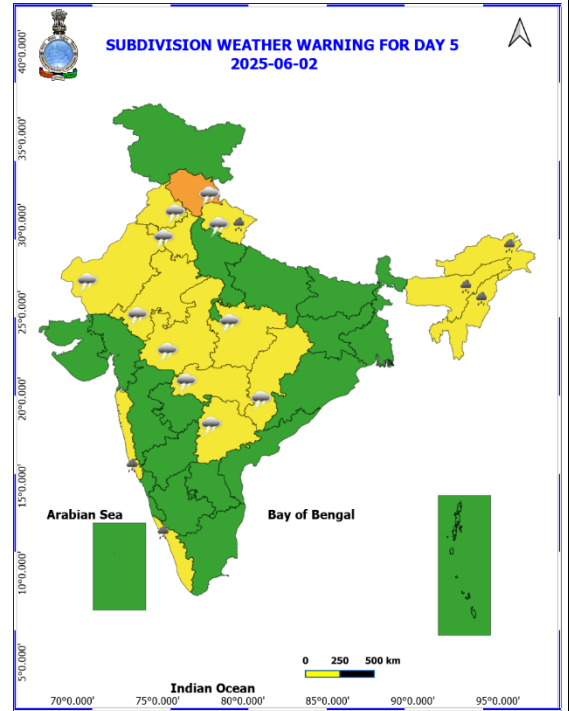 SUBDIVISION WEATHER WARNING FOR DAY 5
2025-06-02
40°0.000'
35°0.000'
30°0.000'
25°0.000'
20°0.000'
15°0.000'
10°0.000'
5°0.000'
Arabian Sea
Bay of Bengal
0 250 500 km
Indian Ocean
70°0.000' 75°0.000' 80°0.000' 85°0.000' 90°0.000' 95°0.000'